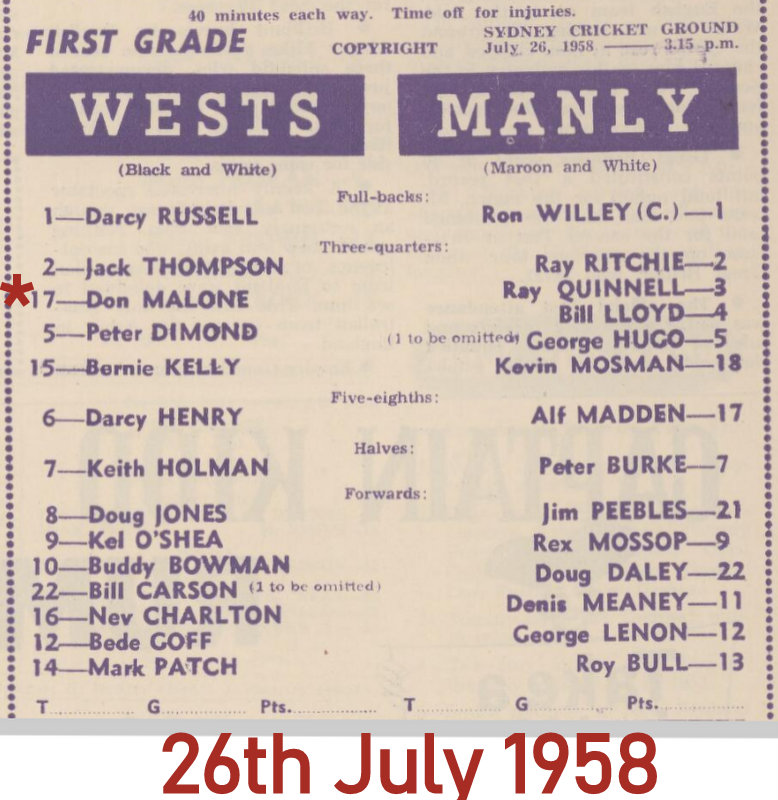 40 minutes each way. Time off for injuries.
FIRST GRADE COPYRIGHT SYDNEY CRICKET GROUND
July 26, 1958 —— 3.15 p.m.
WESTS MANLY
(Black and White) (Maroon and White)
Full-backs:
1—Darcy RUSSELL Ron WILLEY (C.)—1
Three-quarters:
2—Jack THOMPSON Ray RITCHIE—2
*17—Don MALONE Ray QUINNELL—3
Bill LLOYD—4
5—Peter DIMOND (1 to be omitted) George HUGO—5
15—Bernie KELLY Kevin MOSMAN—18
Five-eighths:
6—Darcy HENRY Alf MADDEN—17
Halves:
7—Keith HOLMAN Peter BURKE—7
Forwards:
8—Doug JONES Jim PEEBLES—21
9—Kel O'SHEA Rex MOSSOP—9
10—Buddy BOWMAN Doug DALEY—22
22—Bill CARSON (1 to be omitted)
16—Nev CHARLTON Denis MEANEY—11
12—Bede GOFF George LENON—12
14—Mark PATCH Roy BULL—13
T.............. G.............. Pts.............. T.............. G.............. Pts..............
26th July 1958